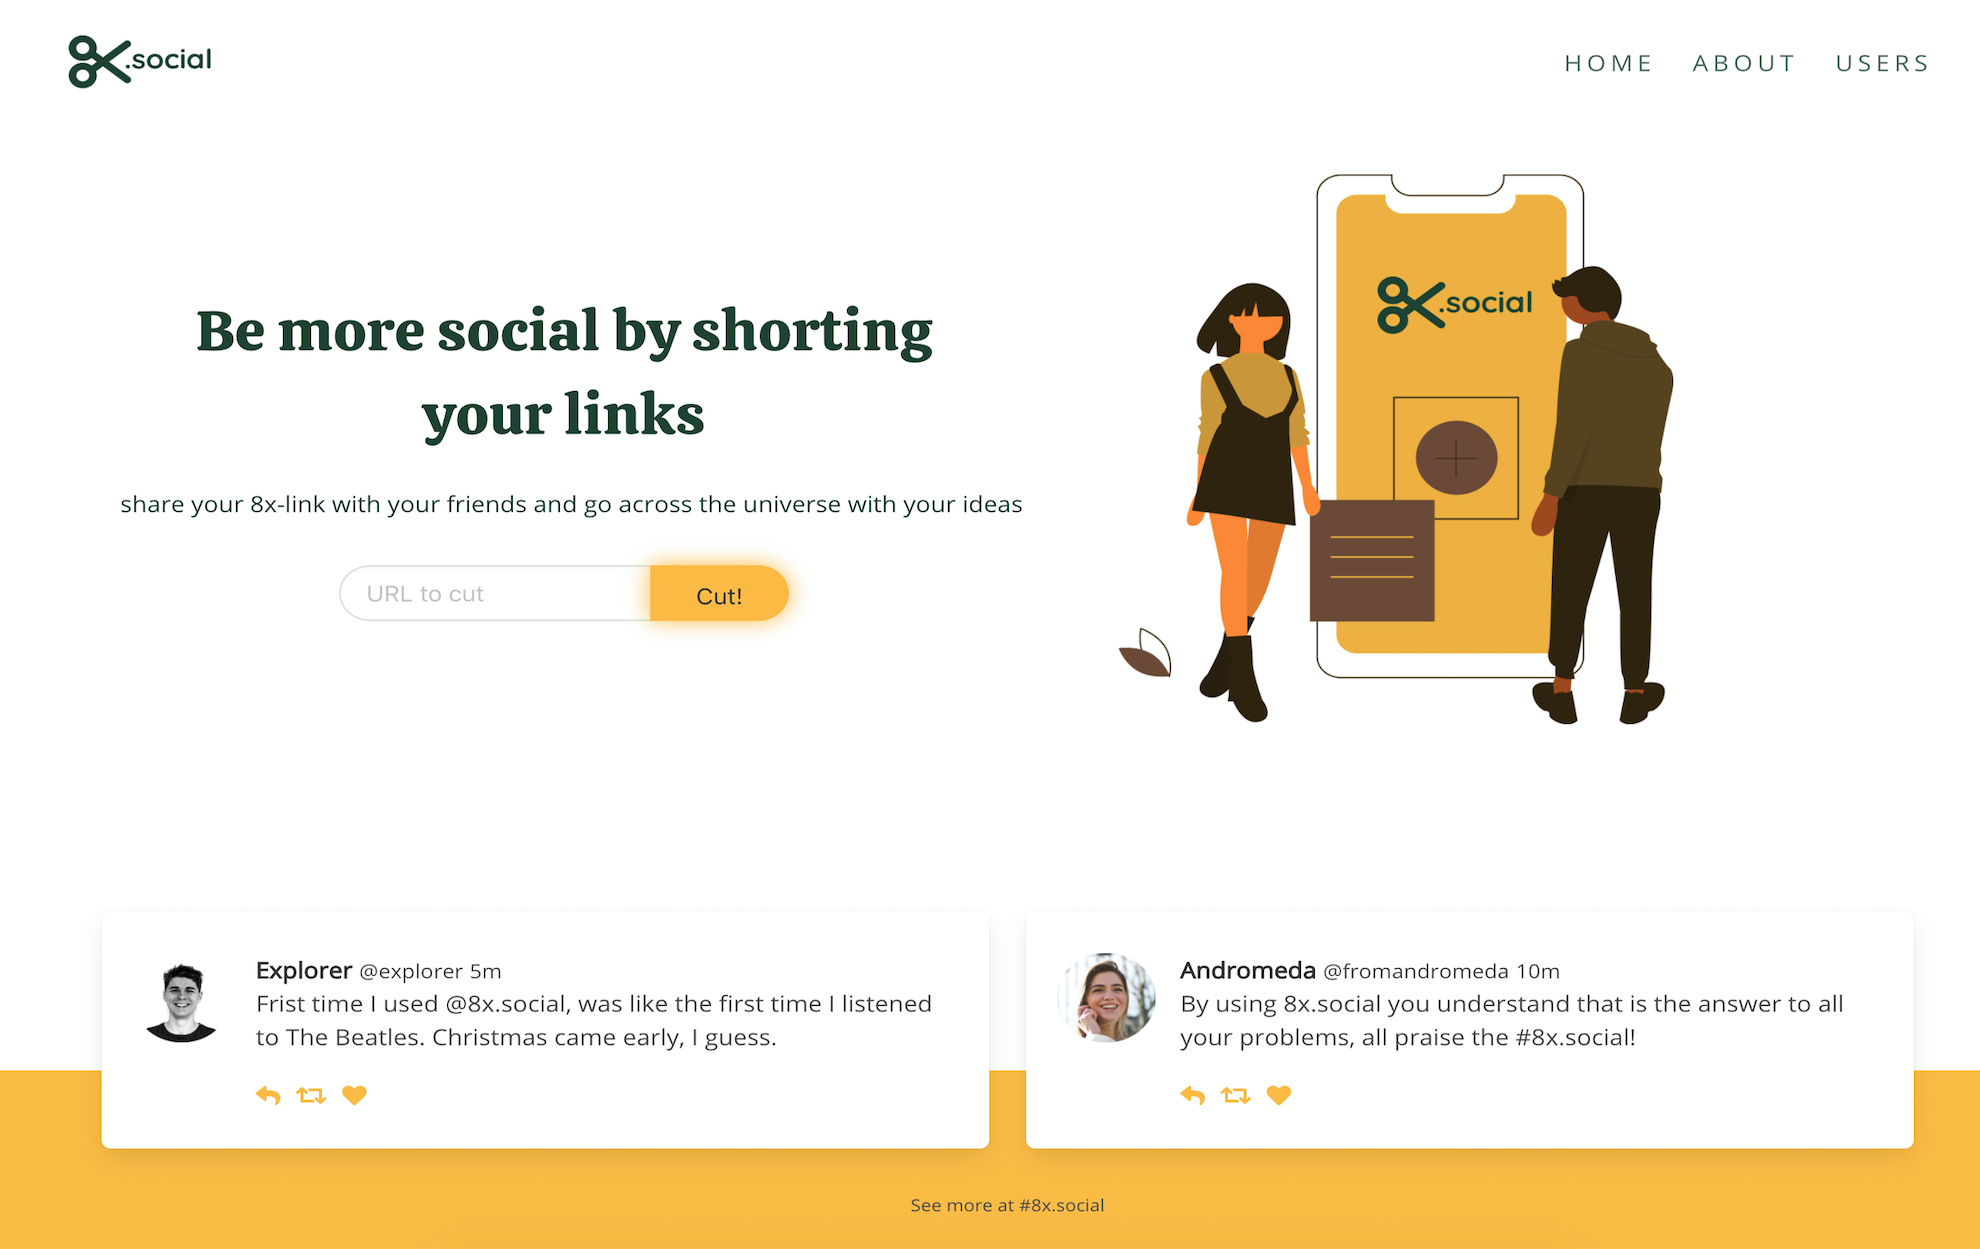 .social
HOME ABOUT USERS
Be more social by shorting
your links
share your 8x-link with your friends and go across the universe with your ideas
URL to cut Cut!
.social
Explorer @explorer 5m
Frist time I used @8x.social, was like the first time I listened
to The Beatles. Christmas came early, I guess.
Andromeda @fromandromeda 10m
By using 8x.social you understand that is the answer to all
your problems, all praise the #8x.social!
See more at #8x.social